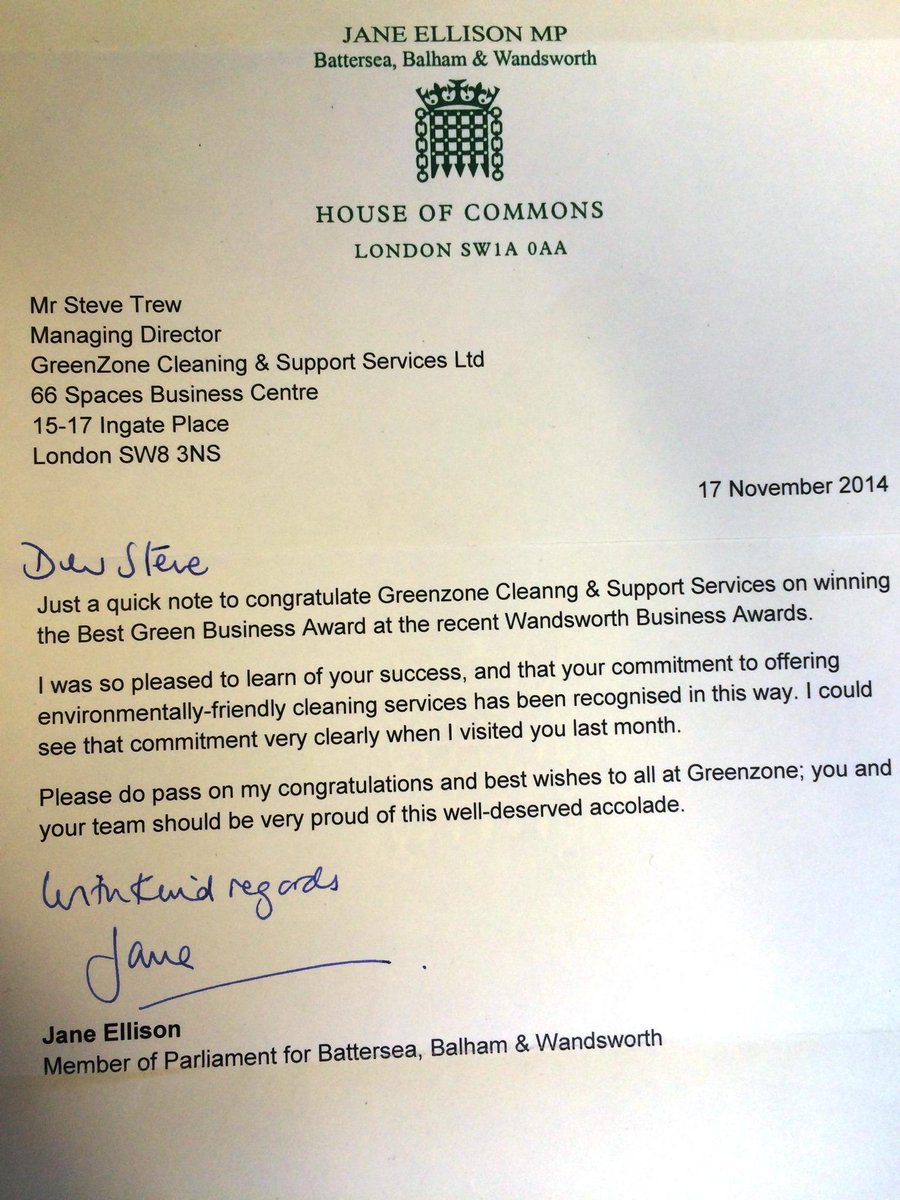 JANE ELLISON MP
Battersea, Balham & Wandsworth
HOUSE OF COMMONS
LONDON SW1A 0AA
Mr Steve Trew
Managing Director
GreenZone Cleaning & Support Services Ltd
66 Spaces Business Centre
15-17 Ingate Place
London SW8 3NS
17 November 2014
Dear Steve
Just a quick note to congratulate Greenzone Cleanng & Support Services on winning
the Best Green Business Award at the recent Wandsworth Business Awards.
I was so pleased to learn of your success, and that your commitment to offering
environmentally-friendly cleaning services has been recognised in this way. I could
see that commitment very clearly when I visited you last month.
Please do pass on my congratulations and best wishes to all at Greenzone; you and
your team should be very proud of this well-deserved accolade.
With kind regards
Jane
Jane Ellison
Member of Parliament for Battersea, Balham & Wandsworth